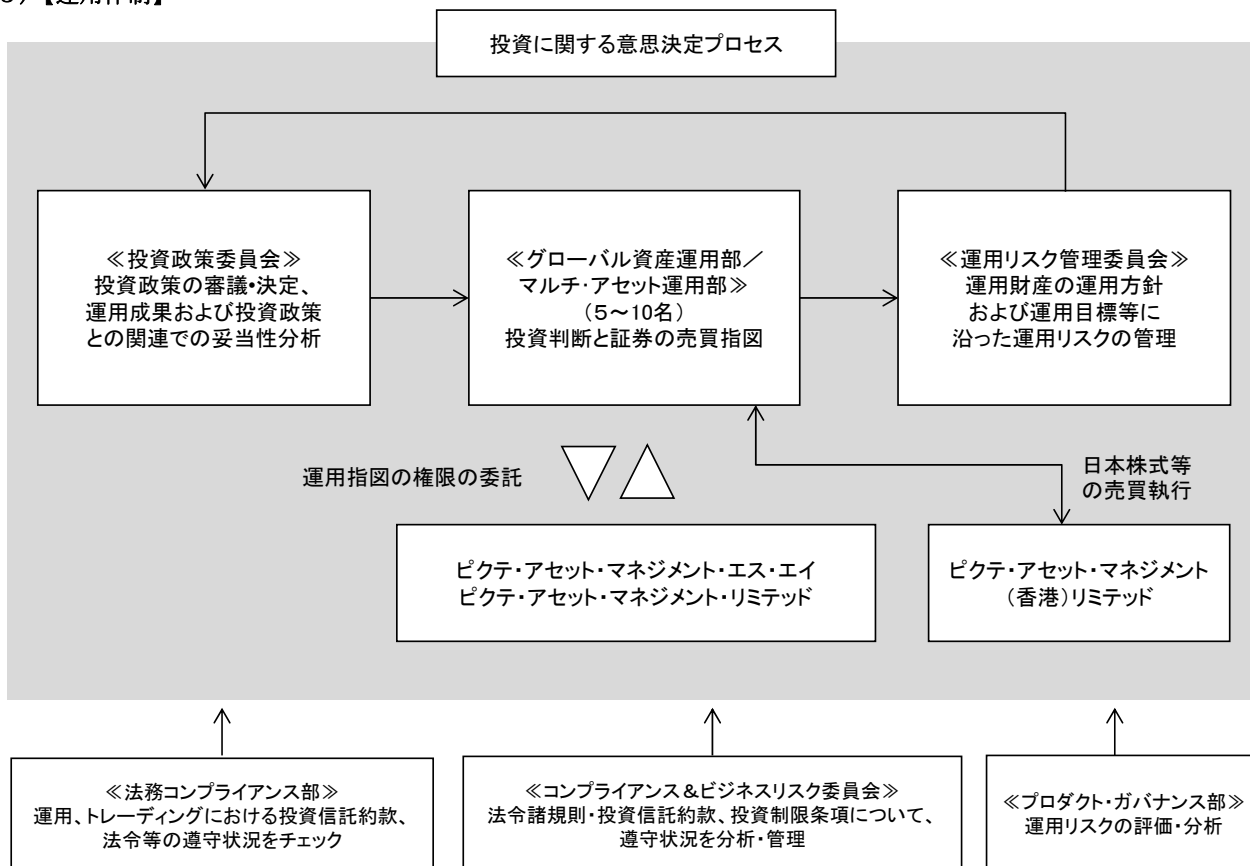 投資に関する意思決定プロセス
≪投資政策委員会≫
投資政策の審議・決定、
運用成果および投資政策
との関連での妥当性分析
≪グローバル資産運用部／
マルチ・アセット運用部≫
（５～10名）
投資判断と証券の売買指図
≪運用リスク管理委員会≫
運用財産の運用方針
および運用目標等に
沿った運用リスクの管理
運用指図の権限の委託
日本株式等
の売買執行
ピクテ・アセット・マネジメント・エス・エイ
ピクテ・アセット・マネジメント・リミテッド
ピクテ・アセット・マネジメント
（香港）リミテッド
≪法務コンプライアンス部≫
運用、トレーディングにおける投資信託約款、
法令等の遵守状況をチェック
≪コンプライアンス＆ビジネスリスク委員会≫
法令諸規則・投資信託約款、投資制限条項について、
遵守状況を分析・管理
≪プロダクト・ガバナンス部≫
運用リスクの評価・分析